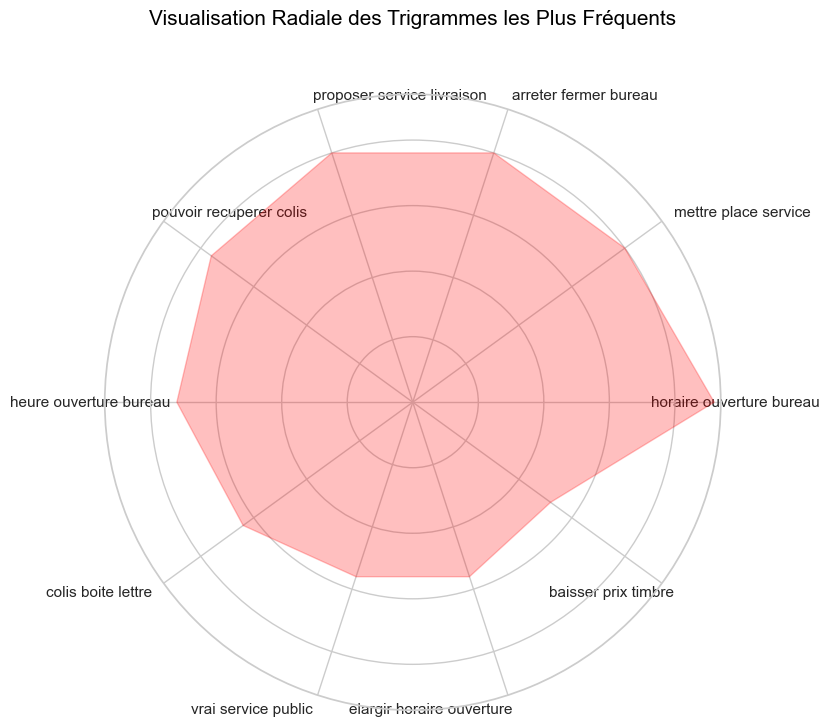 Visualisation Radiale des Trigrammes les Plus Fréquents
proposer service livraison
arreter fermer bureau
pouvoir recuperer colis
mettre place service
heure ouverture bureau
horaire ouverture bureau
colis boite lettre
baisser prix timbre
vrai service public
elargir horaire ouverture